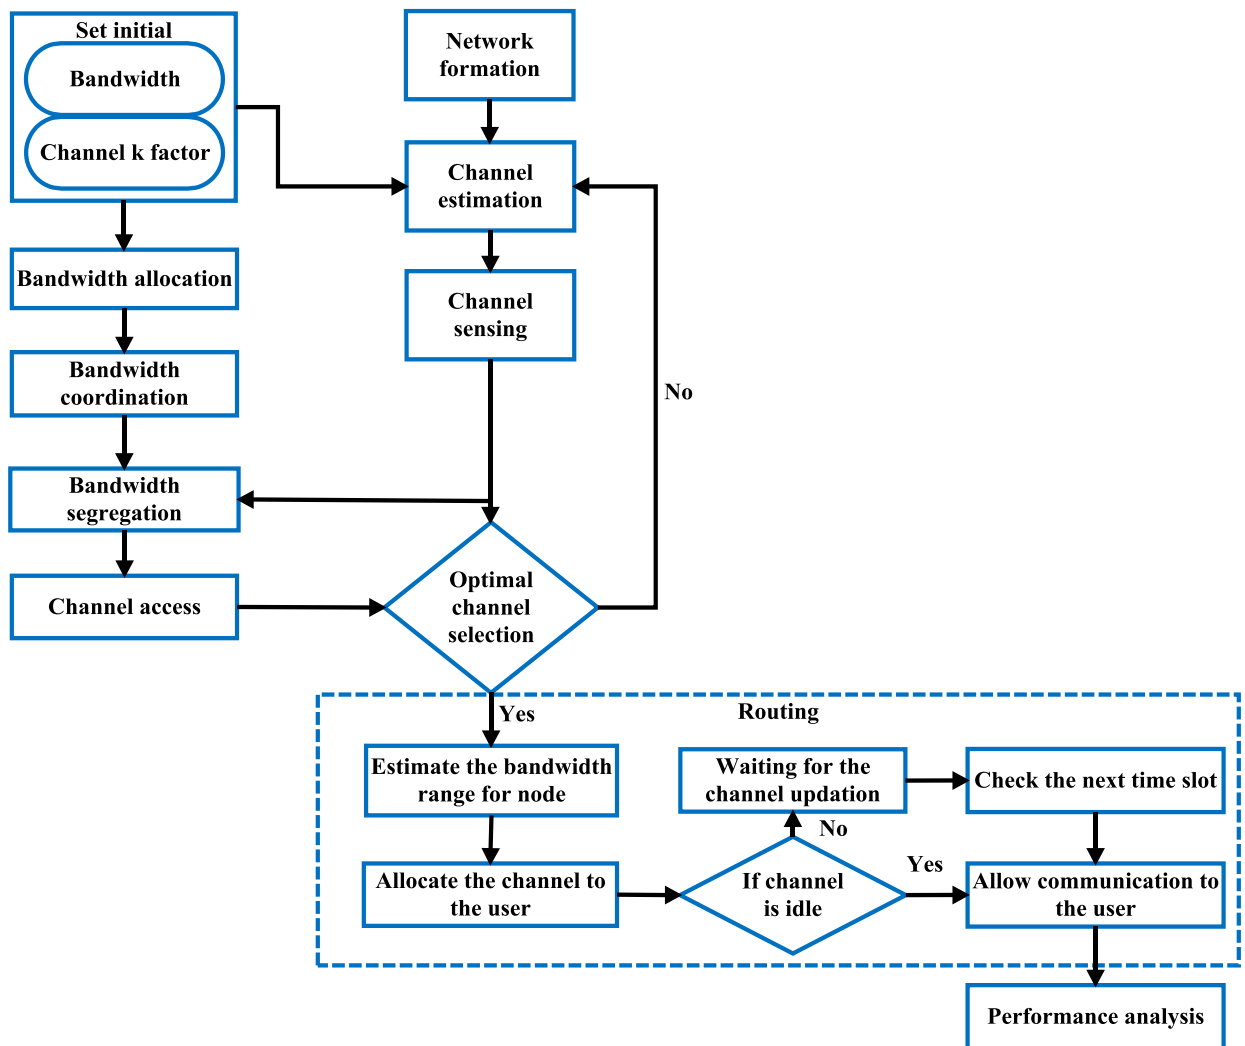 Set initial
Bandwidth
Channel k factor
Network
formation
Channel
estimation
Bandwidth allocation
Channel
sensing
Bandwidth
coordination
No
Bandwidth
segregation
Channel access
Optimal
channel
selection
Yes
Routing
Estimate the bandwidth
range for node
Waiting for the
channel updation
Check the next time slot
No
Allocate the channel to
the user
If channel
is idle
Yes
Allow communication to
the user
Performance analysis